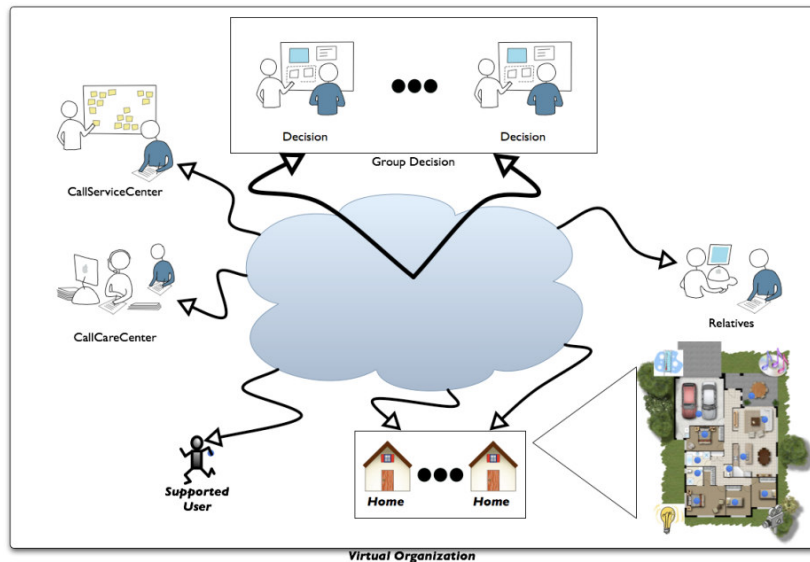 Decision
Decision
Group Decision
CallServiceCenter
CallCareCenter
Relatives
Supported
User
Home
Home
Virtual Organization